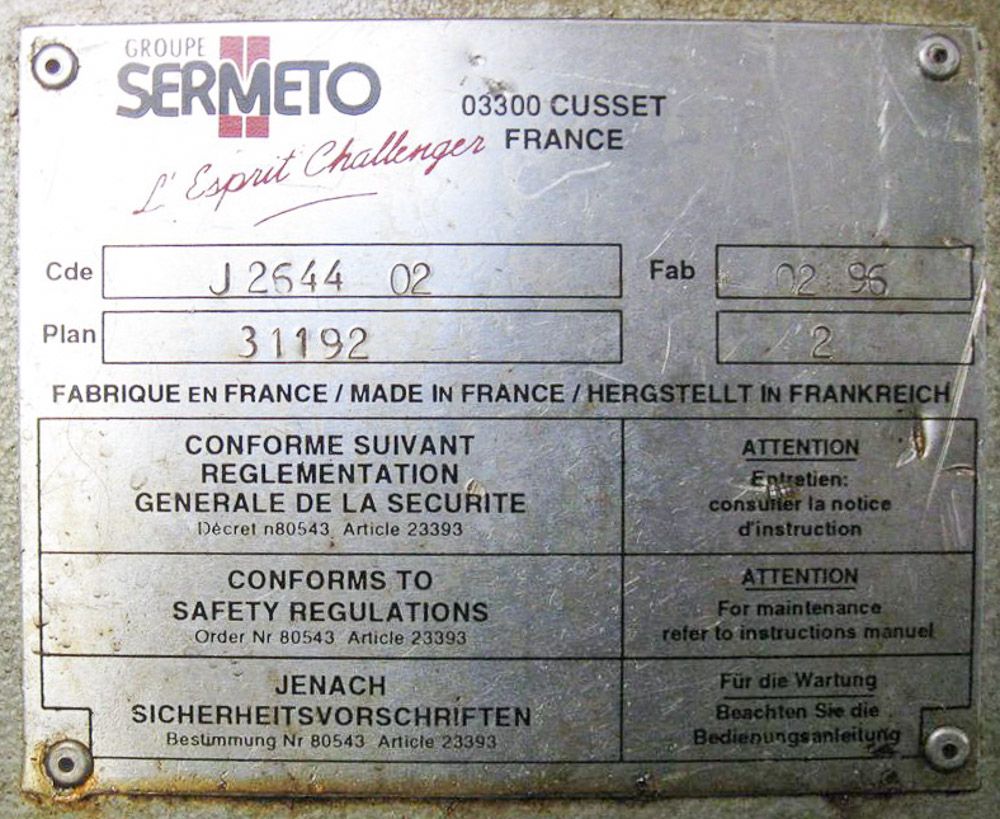 GROUPE
SERMETO
L' Esprit Challenger
03300 CUSSET
FRANCE
Cde J 2644 02 Fab 02 96
Plan 31192 2
FABRIQUE EN FRANCE / MADE IN FRANCE / HERGSTELLT IN FRANKREICH
CONFORME SUIVANT
REGLEMENTATION
GENERALE DE LA SECURITE
Décret n80543 Article 23393
ATTENTION
Entretien:
consulter la notice
d'instruction
CONFORMS TO
SAFETY REGULATIONS
Order Nr 80543 Article 23393
ATTENTION
For maintenance
refer to instructions manuel
JENACH
SICHERHEITSVORSCHRIFTEN
Bestimmung Nr 80543 Article 23393
Für die Wartung
Beachten Sie die
Bedienungsanleitung